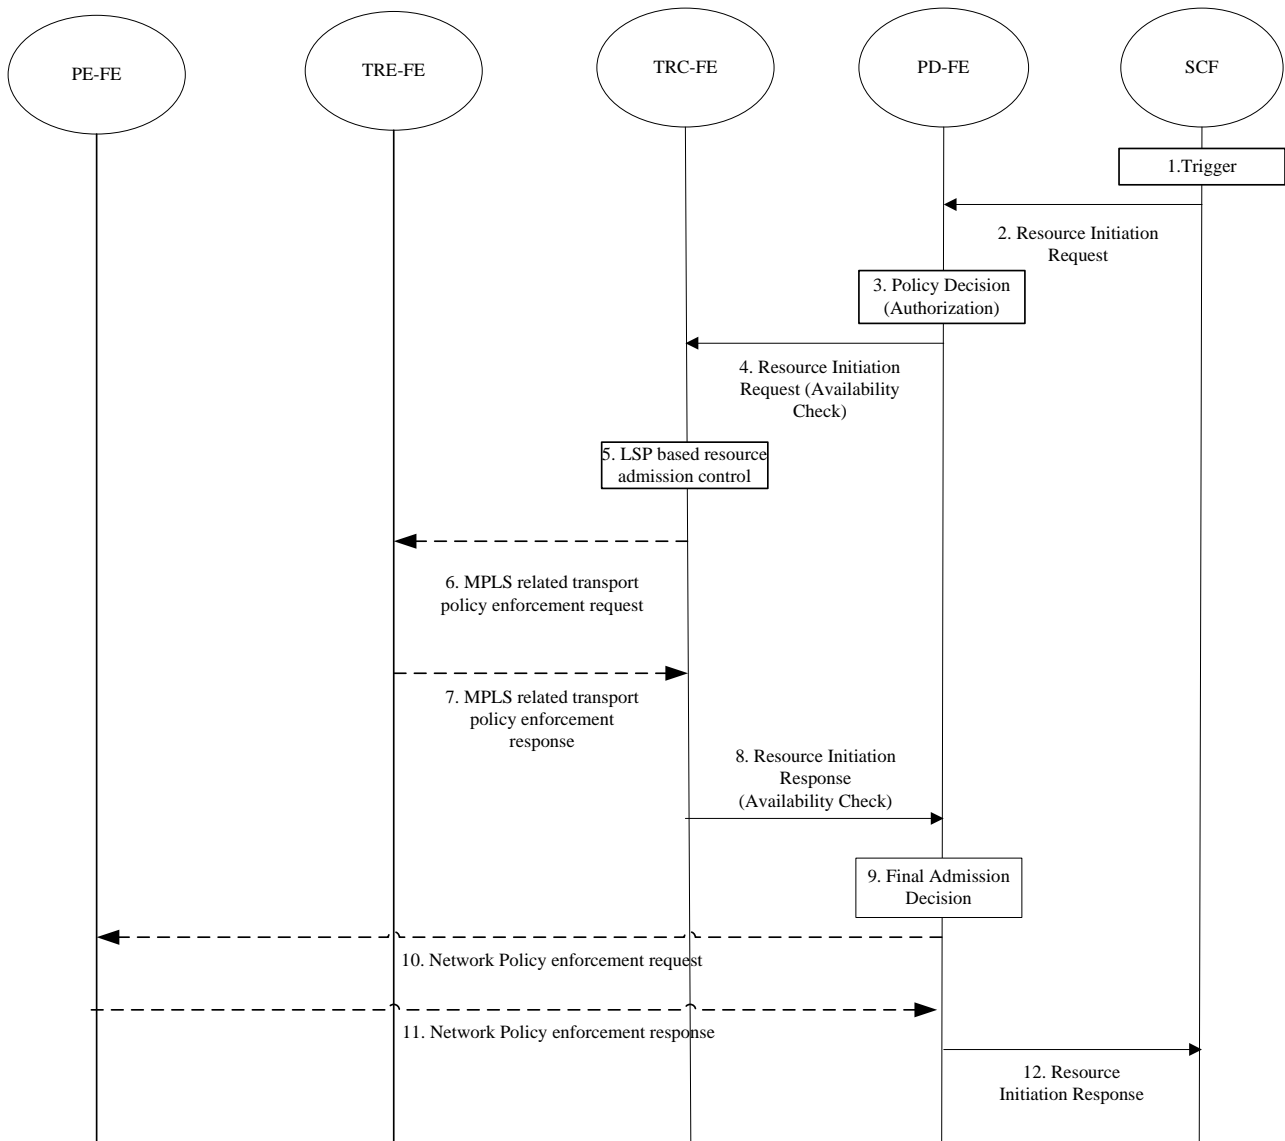 PE-FE
TRE-FE
TRC-FE
PD-FE
SCF
1.Trigger
2. Resource Initiation
Request
3. Policy Decision
(Authorization)
4. Resource Initiation
Request (Availability
Check)
5. LSP based resource
admission control
6. MPLS related transport
policy enforcement request
7. MPLS related transport
policy enforcement
response
8. Resource Initiation
Response
(Availability Check)
9. Final Admission
Decision
10. Network Policy enforcement request
11. Network Policy enforcement response
12. Resource
Initiation Response